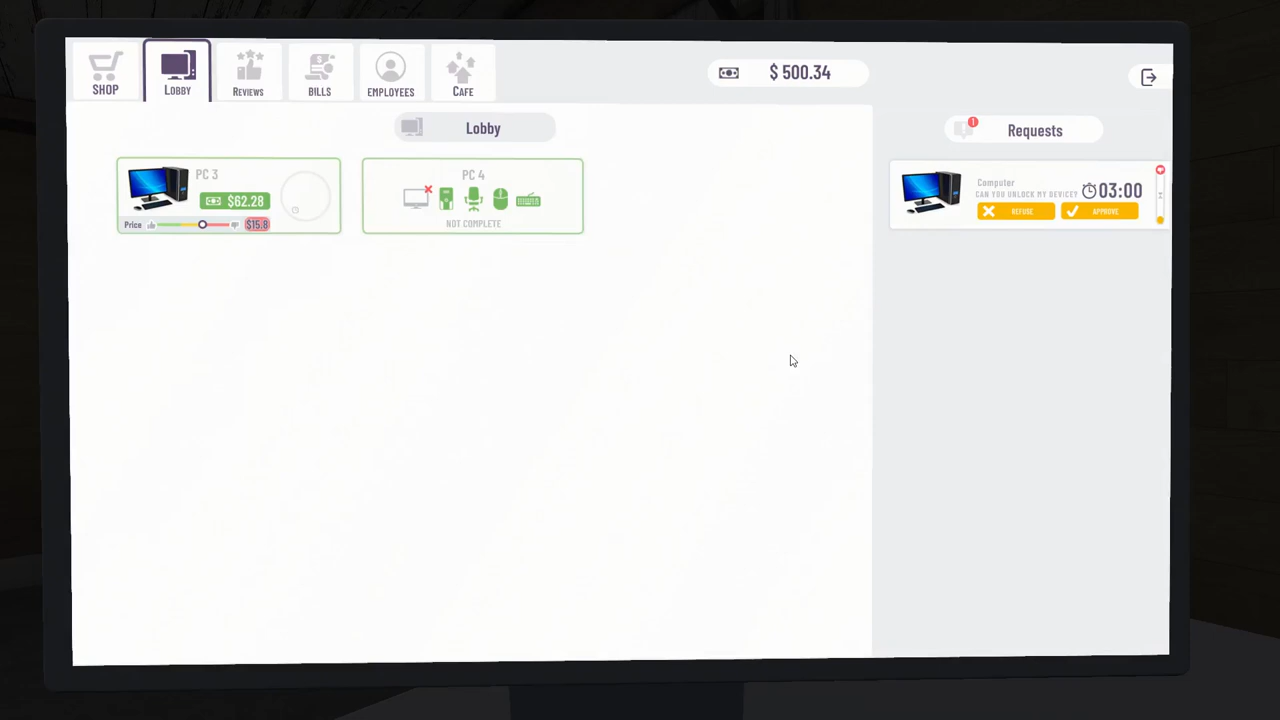 SHOP
LOBBY
REVIEWS
BILLS
EMPLOYEES
CAFE
$ 500.34
Lobby
PC 3
$62.28
Price
$15.8
PC 4
NOT COMPLETE
1
Requests
Computer
CAN YOU UNLOCK MY DEVICE?
03:00
REFUSE
APPROVE